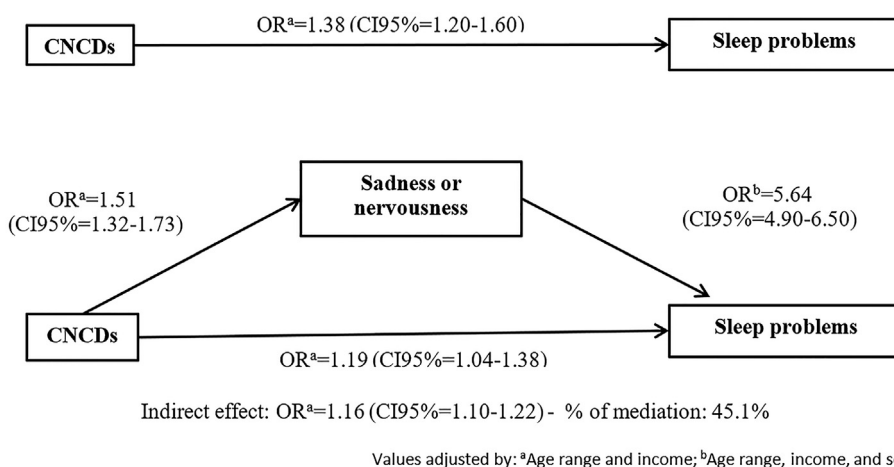 ORᵃ=1.38 (CI95%=1.20-1.60)
CNCDs
Sleep problems
Sadness or
nervousness
ORᵃ=1.51
(CI95%=1.32-1.73)
ORᵇ=5.64
(CI95%=4.90-6.50)
CNCDs
Sleep problems
ORᵃ=1.19 (CI95%=1.04-1.38)
Indirect effect: ORᵃ=1.16 (CI95%=1.10-1.22) - % of mediation: 45.1%
Values adjusted by: ᵃAge range and income; ᵇAge range, income, and